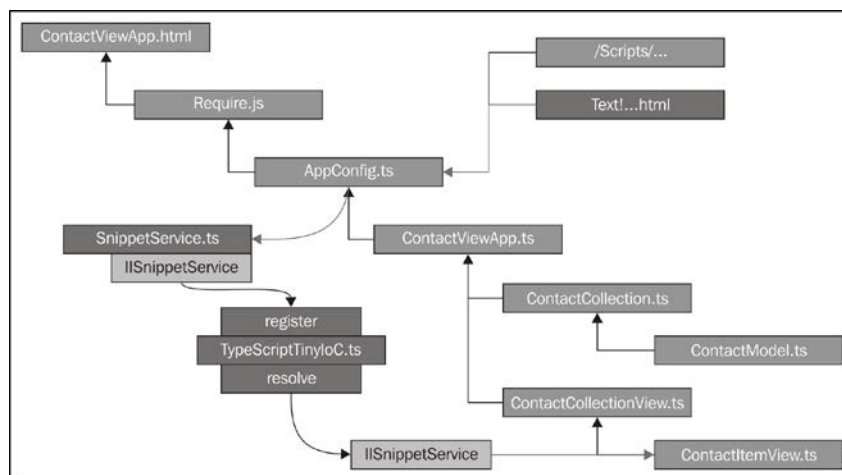 ContactViewApp.html
/Scripts/...
Require.js
Text!...html
AppConfig.ts
SnippetService.ts
ContactViewApp.ts
IISnippetService
ContactCollection.ts
register
TypeScriptTinyIoC.ts
ContactModel.ts
resolve
ContactCollectionView.ts
IISnippetService
ContactItemView.ts